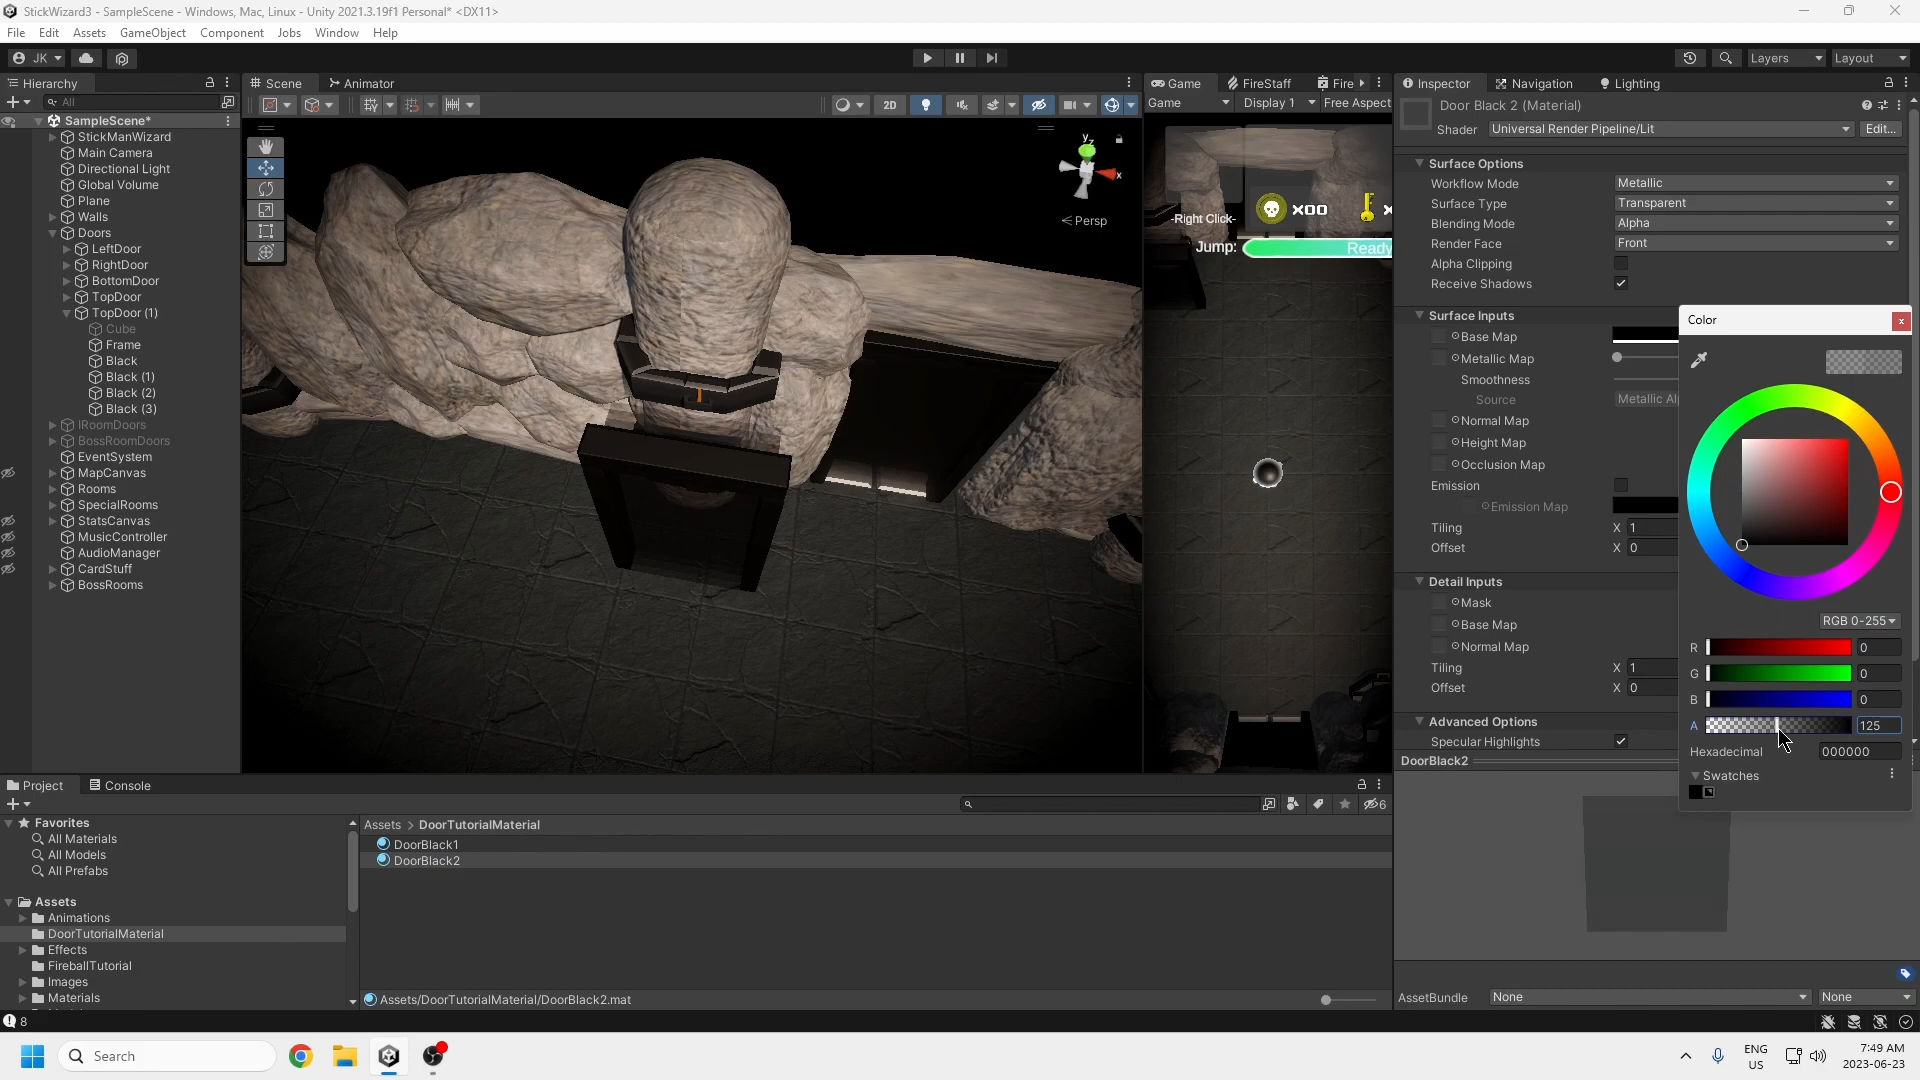 StickWizard3 - SampleScene - Windows, Mac, Linux - Unity 2021.3.19f1 Personal* <DX11>
File Edit Assets GameObject Component Jobs Window Help
JK Layers Layout
Hierarchy
All
SampleScene*
StickManWizard
Main Camera
Directional Light
Global Volume
Plane
Walls
Doors
LeftDoor
RightDoor
BottomDoor
TopDoor
TopDoor (1)
Cube
Frame
Black
Black (1)
Black (2)
Black (3)
IRoomDoors
BossRoomDoors
EventSystem
MapCanvas
Rooms
SpecialRooms
StatsCanvas
MusicController
AudioManager
CardStuff
BossRooms
Scene Animator
2D
y
z
x
< Persp
Game FireStaff Fire
Game Display 1 Free Aspect
-Right Click-
x00
x
Jump: Ready
Inspector Navigation Lighting
Door Black 2 (Material)
Shader Universal Render Pipeline/Lit Edit...
Surface Options
Workflow Mode Metallic
Surface Type Transparent
Blending Mode Alpha
Render Face Front
Alpha Clipping
Receive Shadows
Surface Inputs
Base Map
Metallic Map
Smoothness
Source Metallic Al
Normal Map
Height Map
Occlusion Map
Emission
Emission Map
Tiling X 1
Offset X 0
Detail Inputs
Mask
Base Map
Normal Map
Tiling X 1
Offset X 0
Advanced Options
Specular Highlights
DoorBlack2
AssetBundle None None
Color
x
RGB 0-255
R 0
G 0
B 0
A 125
Hexadecimal 000000
Swatches
Project Console
6
Favorites
All Materials
All Models
All Prefabs
Assets
Animations
DoorTutorialMaterial
Effects
FireballTutorial
Images
Materials
Assets > DoorTutorialMaterial
DoorBlack1
DoorBlack2
Assets/DoorTutorialMaterial/DoorBlack2.mat
8
Search
ENG
US
7:49 AM
2023-06-23